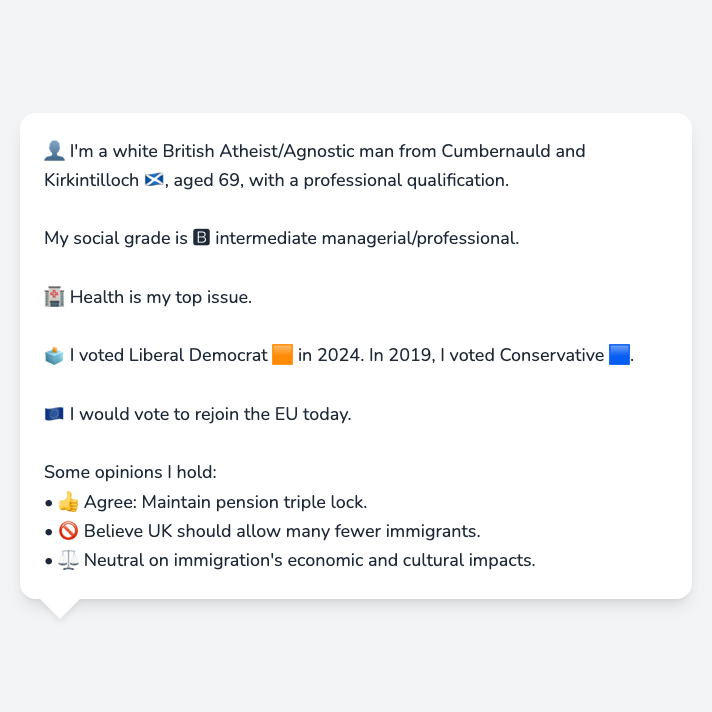 👤 I'm a white British Atheist/Agnostic man from Cumbernauld and
Kirkintilloch 🏴󠁧󠁢󠁳󠁣󠁴󠁿, aged 69, with a professional qualification.
My social grade is 🅱 intermediate managerial/professional.
🏥 Health is my top issue.
🗳️ I voted Liberal Democrat 🟧 in 2024. In 2019, I voted Conservative 🟦.
🇪🇺 I would vote to rejoin the EU today.
Some opinions I hold:
• 👍 Agree: Maintain pension triple lock.
• 🚫 Believe UK should allow many fewer immigrants.
• ⚖️ Neutral on immigration's economic and cultural impacts.